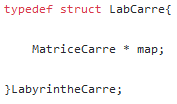 typedef struct LabCarre{
MatriceCarre * map;
}LabyrintheCarre;